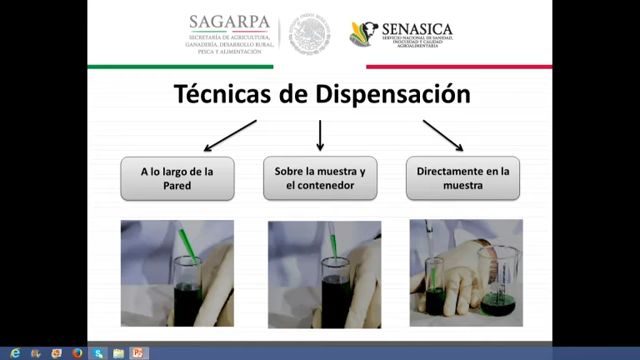 SAGARPA
SECRETARÍA DE AGRICULTURA,
GANADERÍA, DESARROLLO RURAL,
PESCA Y ALIMENTACIÓN
SENASICA
SERVICIO NACIONAL DE SANIDAD,
INOCUIDAD Y CALIDAD
AGROALIMENTARIA
Técnicas de Dispensación
A lo largo de la
Pared
Sobre la muestra y
el contenedor
Directamente en la
muestra